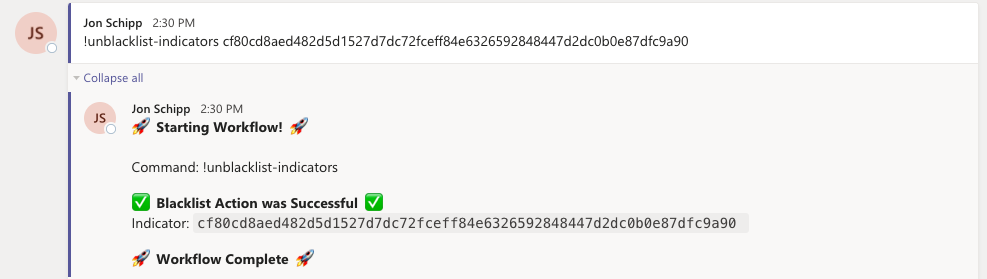 JS
Jon Schipp 2:30 PM
!unblacklist-indicators cf80cd8aed482d5d1527d7dc72fceff84e6326592848447d2dc0b0e87dfc9a90
Collapse all
JS
Jon Schipp 2:30 PM
🚀 Starting Workflow! 🚀
Command: !unblacklist-indicators
✅ Blacklist Action was Successful ✅
Indicator: cf80cd8aed482d5d1527d7dc72fceff84e6326592848447d2dc0b0e87dfc9a90
🚀 Workflow Complete 🚀